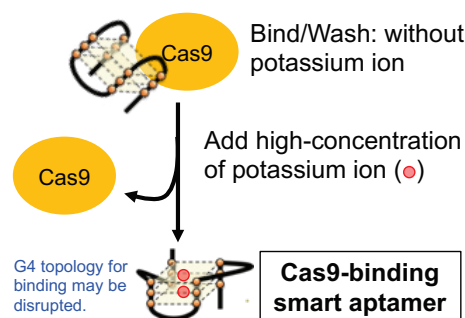 Cas9
Bind/Wash: without
potassium ion
Add high-concentration
of potassium ion ( )
Cas9
G4 topology for
binding may be
disrupted.
Cas9-binding
smart aptamer